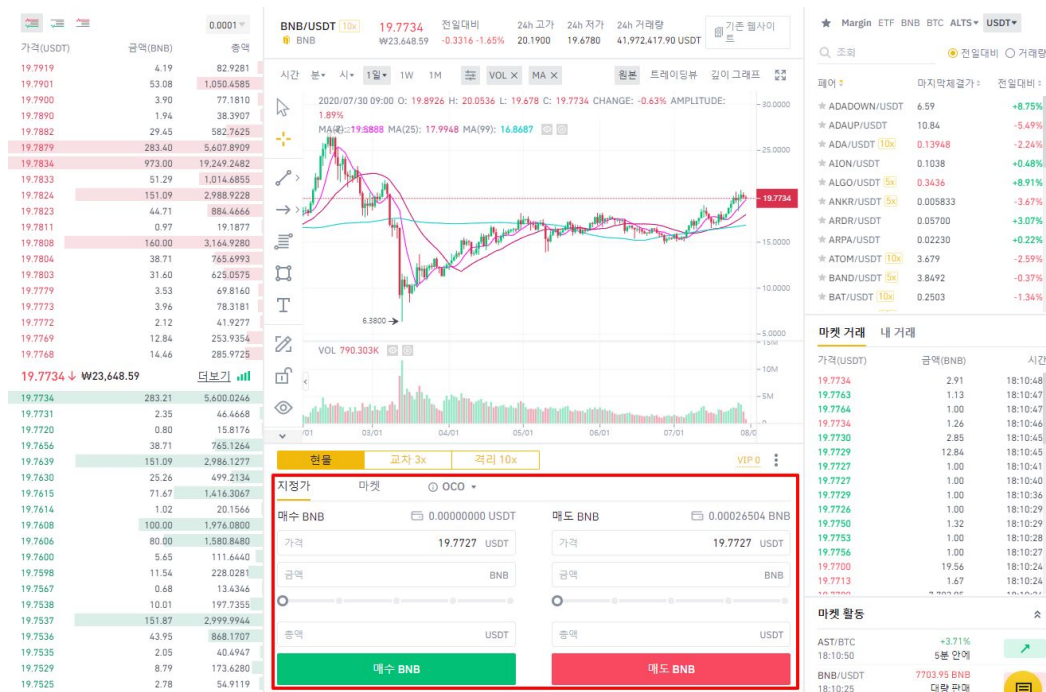 0.0001
가격(USDT) 금액(BNB) 총액
19.7919 4.19 82.9281
19.7901 53.08 1,050.4585
19.7900 3.90 77.1810
19.7890 1.94 38.3907
19.7882 29.45 582.7625
19.7879 283.40 5,607.8909
19.7834 973.00 19,249.2482
19.7833 51.29 1,014.6855
19.7824 151.09 2,988.9228
19.7823 44.71 884.4666
19.7811 0.97 19.1877
19.7808 160.00 3,164.9280
19.7804 38.71 765.6993
19.7803 31.60 625.0575
19.7779 3.53 69.8160
19.7773 3.96 78.3181
19.7772 2.12 41.9277
19.7769 12.84 253.9354
19.7768 14.46 285.9725
19.7734↓ ₩23,648.59 더보기
19.7734 283.21 5,600.0246
19.7731 2.35 46.4668
19.7720 0.80 15.8176
19.7656 38.71 765.1264
19.7639 151.09 2,986.1277
19.7630 25.26 499.2134
19.7615 71.67 1,416.3067
19.7614 1.02 20.1566
19.7608 100.00 1,976.0800
19.7606 80.00 1,580.8480
19.7600 5.65 111.6440
19.7598 11.54 228.0281
19.7567 0.68 13.4346
19.7538 10.01 197.7355
19.7537 151.87 2,999.9944
19.7536 43.95 868.1707
19.7535 2.05 40.4947
19.7529 8.79 173.6280
19.7525 2.78 54.9119
BNB/USDT 10x 19.7734 전일대비 24h 고가 24h 저가 24h 거래량
BNB ₩23,648.59 -0.3316 -1.65% 20.1900 19.6780 41,972,417.90 USDT
기존 웹사이
트
시간 분 시 1일 1W 1M VOL × MA × 원본 트레이딩뷰 깊이 그래프
2020/07/30 09:00 O: 19.8926 H: 20.0536 L: 19.678 C: 19.7734 CHANGE: -0.63% AMPLITUDE:
1.89%
19.5888 MA(25): 17.9948 MA(99): 16.8687
30.0000
25.0000
19.7734
15.0000
10.0000
5.0000
6.3800
VOL 790.303K
15M
10M
5M
0
/01 03/01 04/01 05/01 06/01 07/01 08/0
현물 교차 3x 격리 10x VIP 0
지정가 마켓 OCO
매수 BNB 0.00000000 USDT
가격 19.7727 USDT
금액 BNB
총액 USDT
매수 BNB
매도 BNB 0.00026504 BNB
가격 19.7727 USDT
금액 BNB
총액 USDT
매도 BNB
Margin ETF BNB BTC ALTS USDT
조회 전일대비 거래량
페어 마지막체결가 전일대비
ADADOWN/USDT 6.59 +8.75%
ADAUP/USDT 10.84 -5.49%
ADA/USDT 10x 0.13948 -2.24%
AION/USDT 0.1038 +0.48%
ALGO/USDT 5x 0.3436 +8.91%
ANKR/USDT 5x 0.005833 -3.67%
ARDR/USDT 0.05700 +3.07%
ARPA/USDT 0.02230 +0.22%
ATOM/USDT 10x 3.679 -2.59%
BAND/USDT 5x 3.8492 -0.37%
BAT/USDT 10x 0.2503 -1.34%
마켓 거래 내 거래
가격(USDT) 금액(BNB) 시간
19.7734 2.91 18:10:48
19.7763 1.13 18:10:47
19.7764 1.00 18:10:47
19.7734 1.26 18:10:46
19.7730 2.85 18:10:45
19.7729 12.84 18:10:45
19.7727 1.00 18:10:41
19.7727 1.00 18:10:40
19.7729 1.00 18:10:36
19.7726 1.00 18:10:29
19.7750 1.32 18:10:29
19.7753 1.00 18:10:28
19.7756 1.00 18:10:27
19.7700 19.56 18:10:24
19.7713 1.67 18:10:24
마켓 활동
AST/BTC +3.71%
18:10:50 5분 안에
BNB/USDT 7703.95 BNB
18:10:25 대량 판매